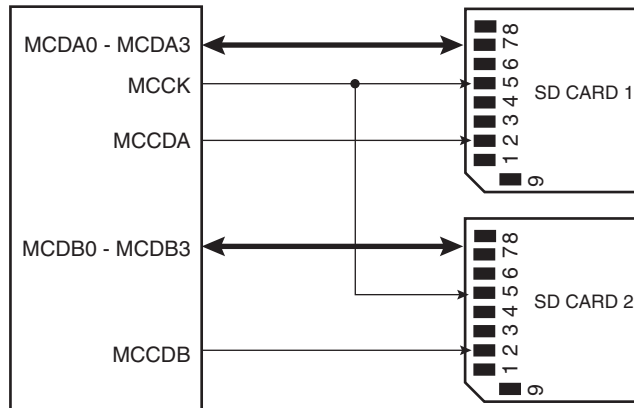 MCDA0 - MCDA3
MCCK
MCCDA
MCDB0 - MCDB3
MCCDB
8
7
6
5
4
3
2
1
9
SD CARD 1
8
7
6
5
4
3
2
1
9
SD CARD 2